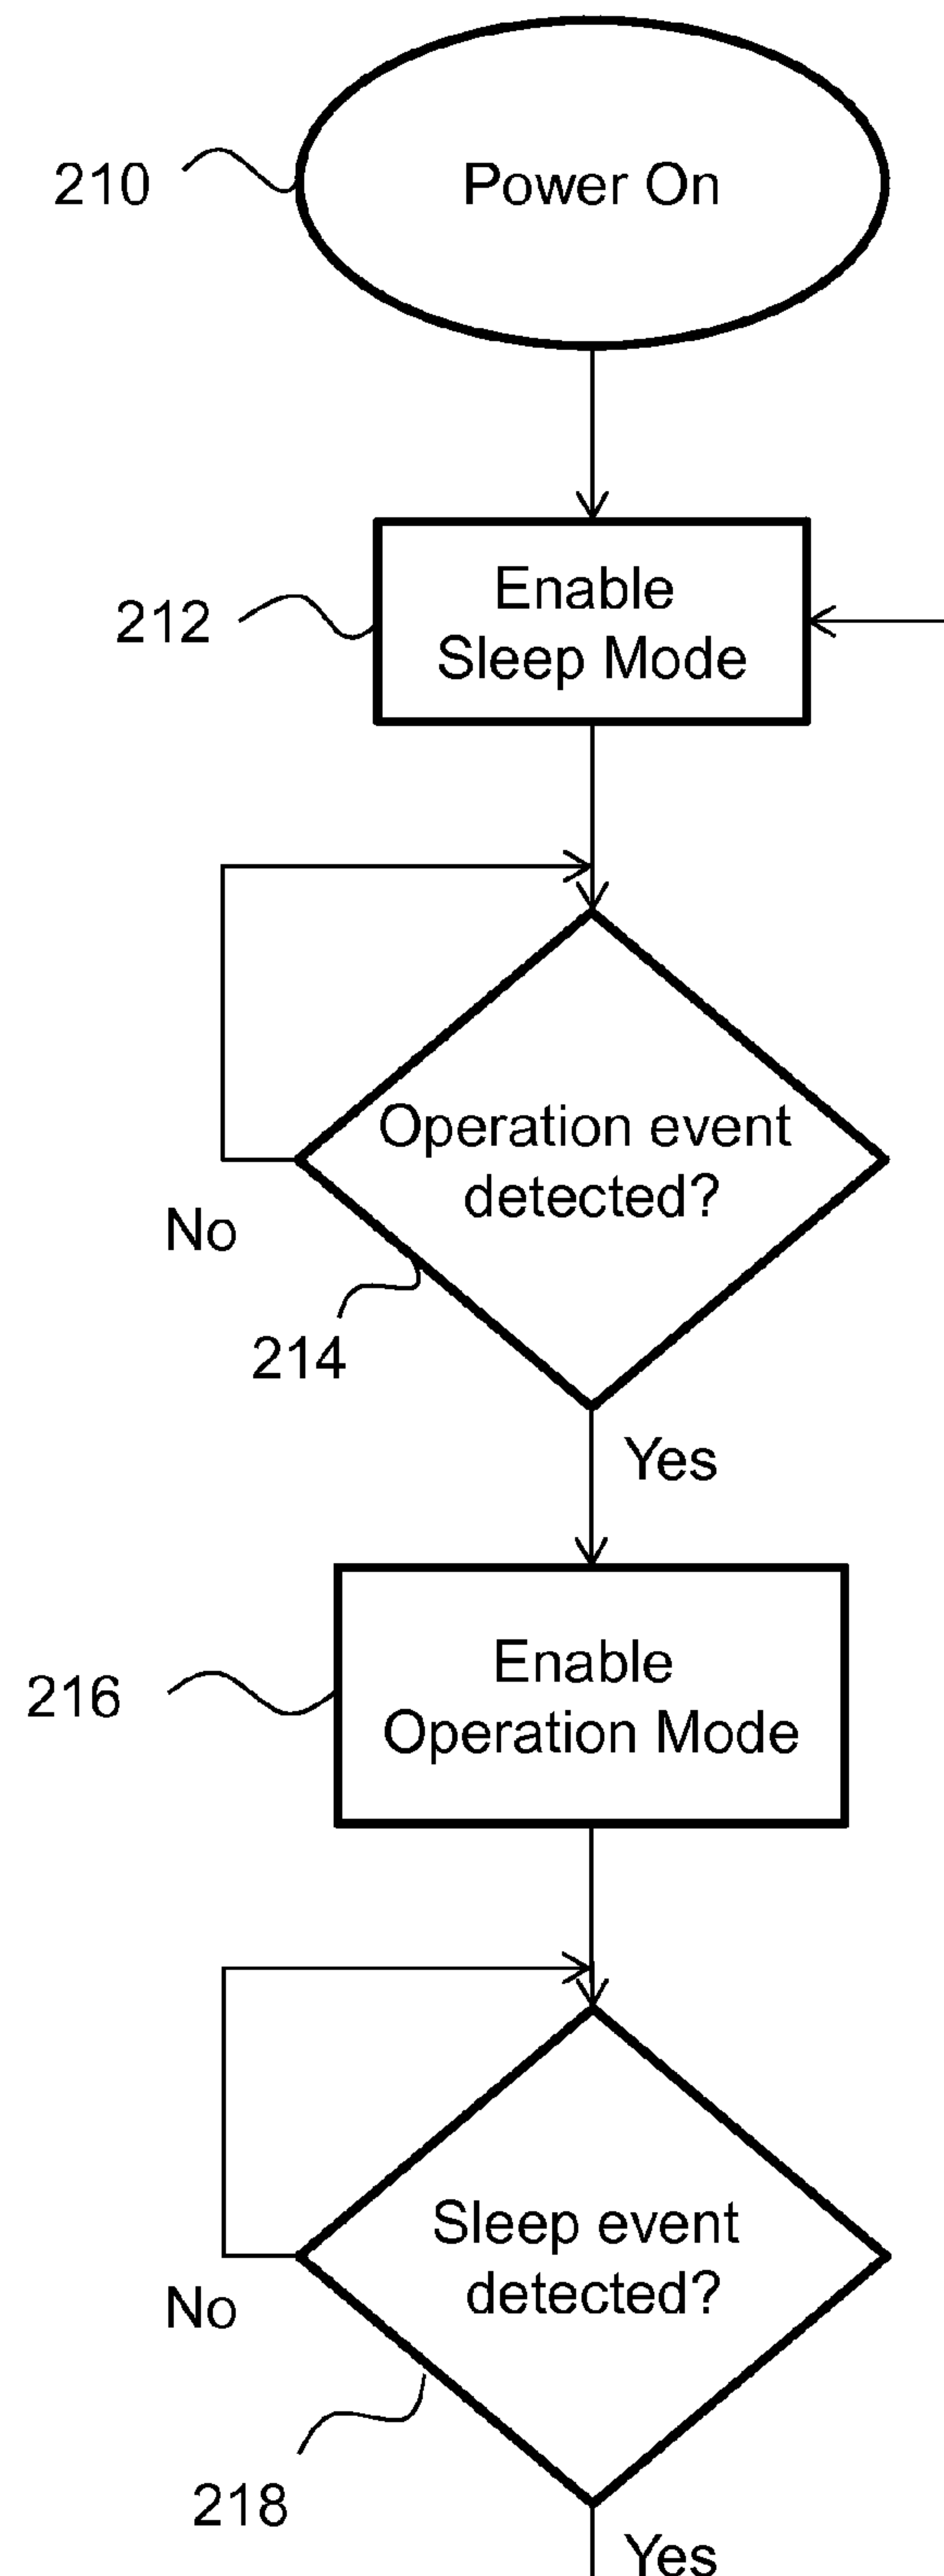 210
Power On
212
Enable
Sleep Mode
Operation event
detected?
No
214
Yes
216
Enable
Operation Mode
Sleep event
detected?
No
218
Yes